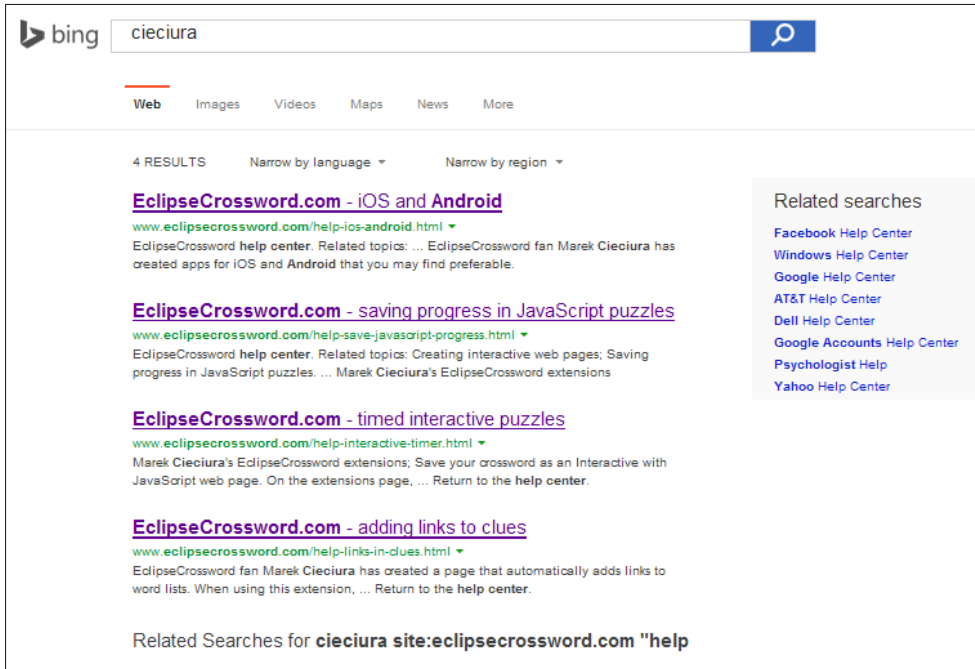 bing
cieciura
Web Images Videos Maps News More
4 RESULTS Narrow by language Narrow by region
EclipseCrossword.com - iOS and Android
www.eclipsecrossword.com/help-ios-android.html
EclipseCrossword help center. Related topics: ... EclipseCrossword fan Marek Cieciura has
created apps for iOS and Android that you may find preferable.
EclipseCrossword.com - saving progress in JavaScript puzzles
www.eclipsecrossword.com/help-save-javascript-progress.html
EclipseCrossword help center. Related topics: Creating interactive web pages; Saving
progress in JavaScript puzzles. ... Marek Cieciura's EclipseCrossword extensions
EclipseCrossword.com - timed interactive puzzles
www.eclipsecrossword.com/help-interactive-timer.html
Marek Cieciura's EclipseCrossword extensions; Save your crossword as an Interactive with
JavaScript web page. On the extensions page, ... Return to the help center.
EclipseCrossword.com - adding links to clues
www.eclipsecrossword.com/help-links-in-clues.html
EclipseCrossword fan Marek Cieciura has created a page that automatically adds links to
word lists. When using this extension, ... Return to the help center.
Related Searches for cieciura site:eclipsecrossword.com "help
Related searches
Facebook Help Center
Windows Help Center
Google Help Center
AT&T Help Center
Dell Help Center
Google Accounts Help Center
Psychologist Help
Yahoo Help Center